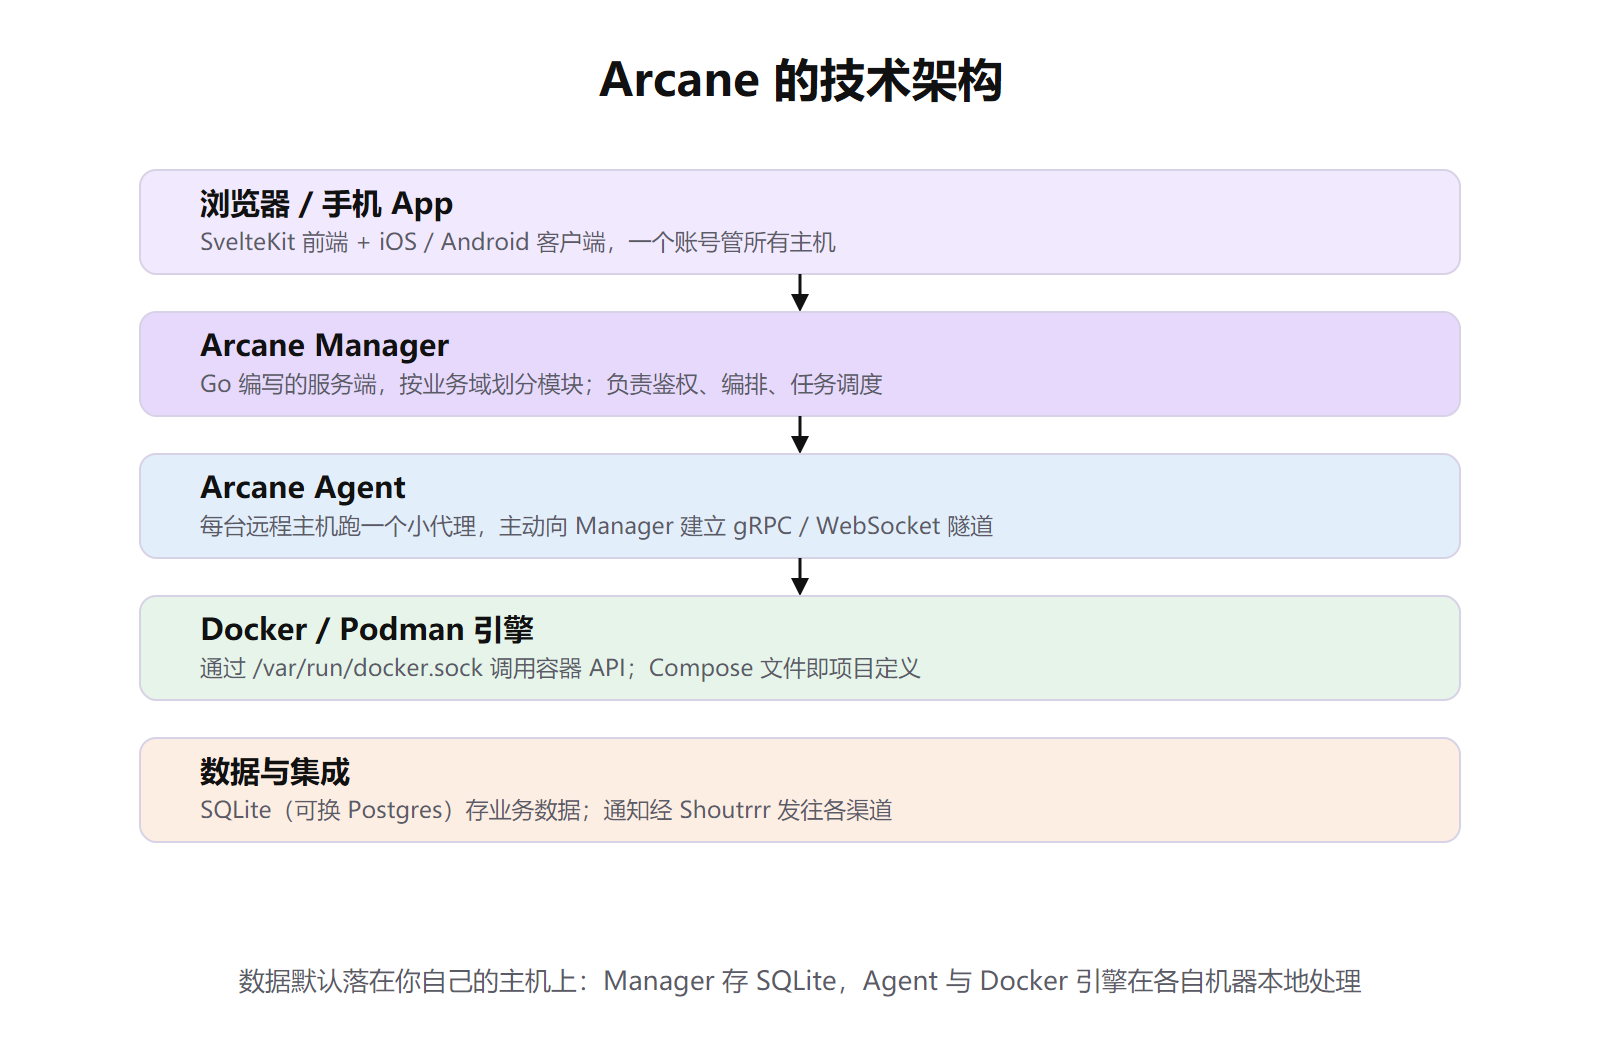 Arcane 的技术架构
浏览器 / 手机 App
SvelteKit 前端 + iOS / Android 客户端，一个账号管所有主机
Arcane Manager
Go 编写的服务端，按业务域划分模块；负责鉴权、编排、任务调度
Arcane Agent
每台远程主机跑一个小代理，主动向 Manager 建立 gRPC / WebSocket 隧道
Docker / Podman 引擎
通过 /var/run/docker.sock 调用容器 API；Compose 文件即项目定义
数据与集成
SQLite（可换 Postgres）存业务数据；通知经 Shoutrrr 发往各渠道
数据默认落在你自己的主机上：Manager 存 SQLite，Agent 与 Docker 引擎在各自机器本地处理